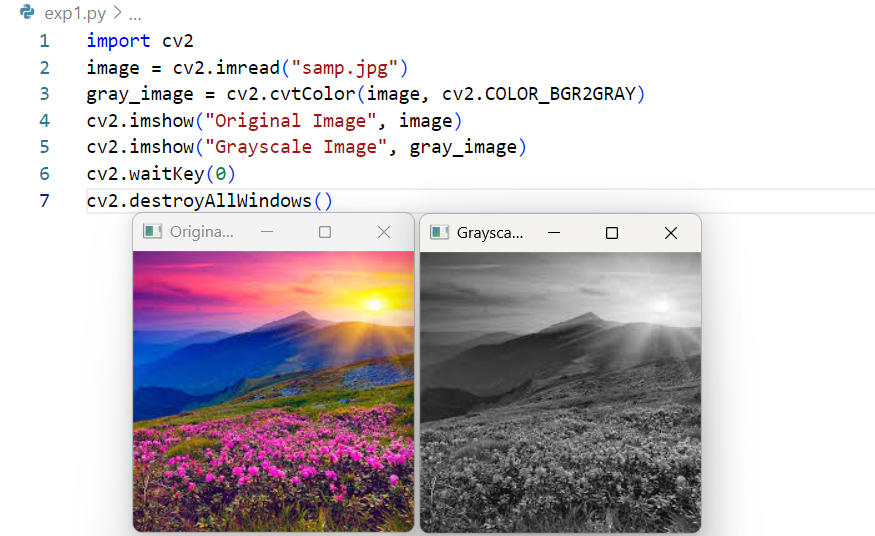 exp1.py > ...
1 import cv2
2 image = cv2.imread("samp.jpg")
3 gray_image = cv2.cvtColor(image, cv2.COLOR_BGR2GRAY)
4 cv2.imshow("Original Image", image)
5 cv2.imshow("Grayscale Image", gray_image)
6 cv2.waitKey(0)
7 cv2.destroyAllWindows()
Origina... Graysca...